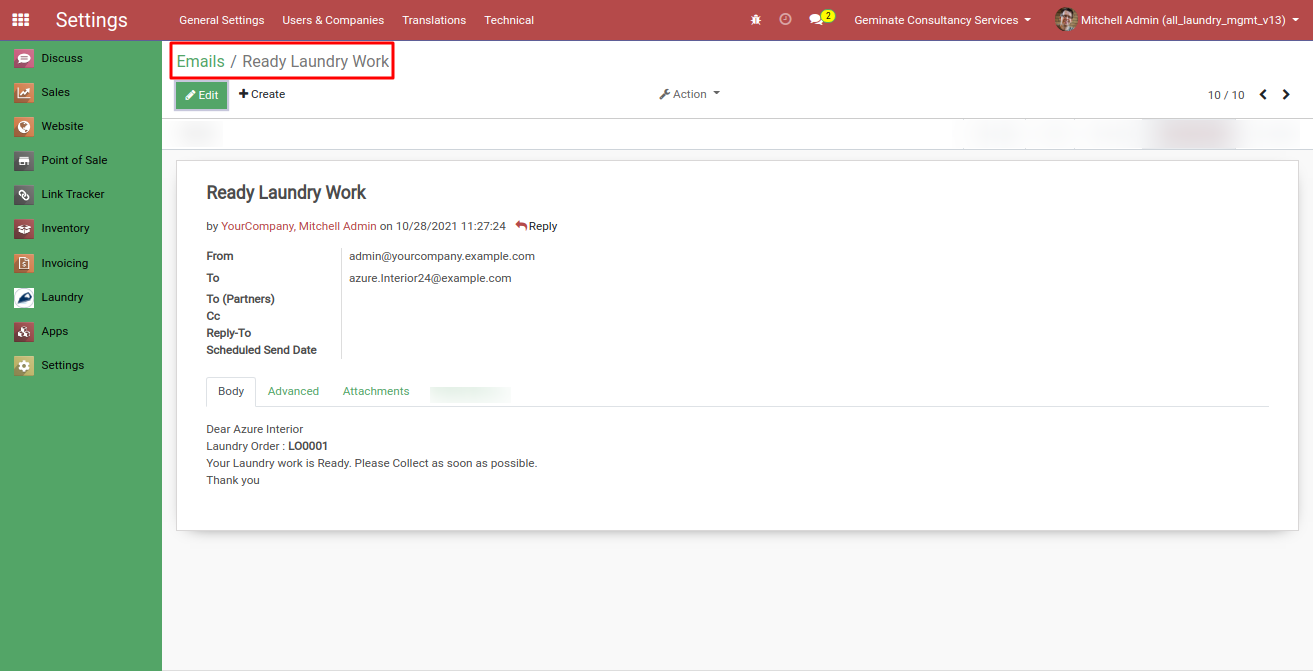 Settings General Settings Users & Companies Translations Technical 2 Geminate Consultancy Services Mitchell Admin (all_laundry_mgmt_v13)
Discuss
Sales
Website
Point of Sale
Link Tracker
Inventory
Invoicing
Laundry
Apps
Settings
Emails / Ready Laundry Work
Edit Create Action 10 / 10
Ready Laundry Work
by YourCompany, Mitchell Admin on 10/28/2021 11:27:24 Reply
From admin@yourcompany.example.com
To azure.Interior24@example.com
To (Partners)
Cc
Reply-To
Scheduled Send Date
Body Advanced Attachments
Dear Azure Interior
Laundry Order : LO0001
Your Laundry work is Ready. Please Collect as soon as possible.
Thank you